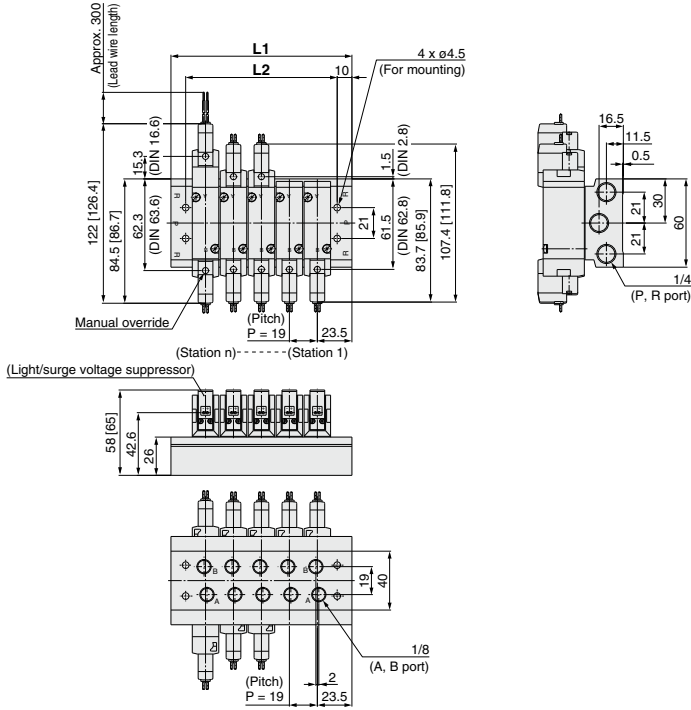 Approx. 300
(Lead wire length)
L1
L2
10
4 x ø4.5
(For mounting)
15.3
(DIN 16.6)
1.5
(DIN 2.8)
122 [126.4]
84.5 [86.7]
62.3
(DIN 63.6)
21
61.5
(DIN 62.8)
83.7 [85.9]
107.4 [111.8]
R
P
R
R
P
R
Manual override
(Pitch)
P = 19
23.5
(Station n)-------(Station 1)
16.5
11.5
0.5
21
21
30
60
1/4
(P, R port)
(Light/surge voltage suppressor)
58 [65]
42.6
26
B
B
A
A
19
40
1/8
(A, B port)
(Pitch)
P = 19
2
23.5